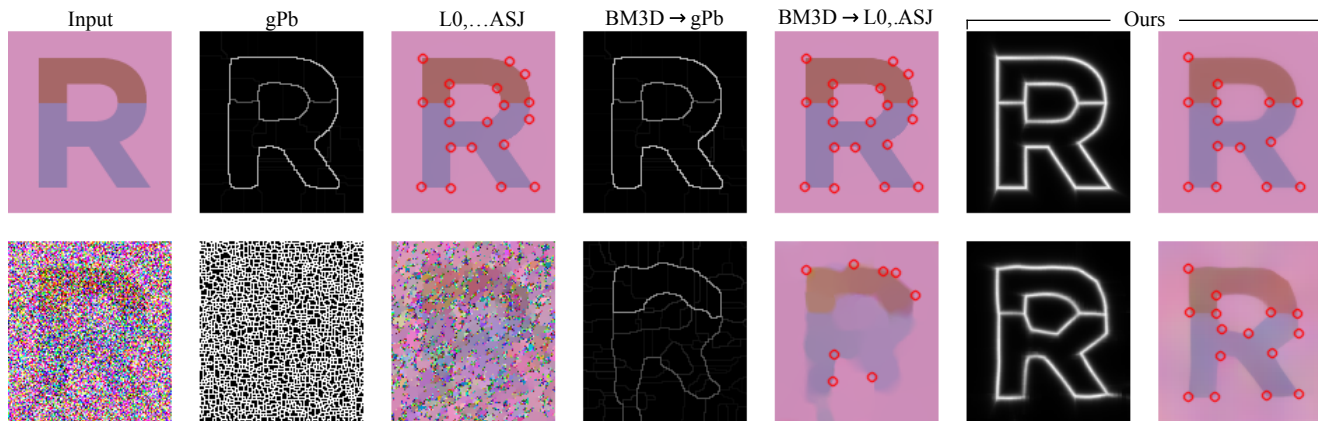 Input gPb L0,...ASJ BM3D → gPb BM3D → L0,.ASJ Ours
R R R R R R R
R R R R R R